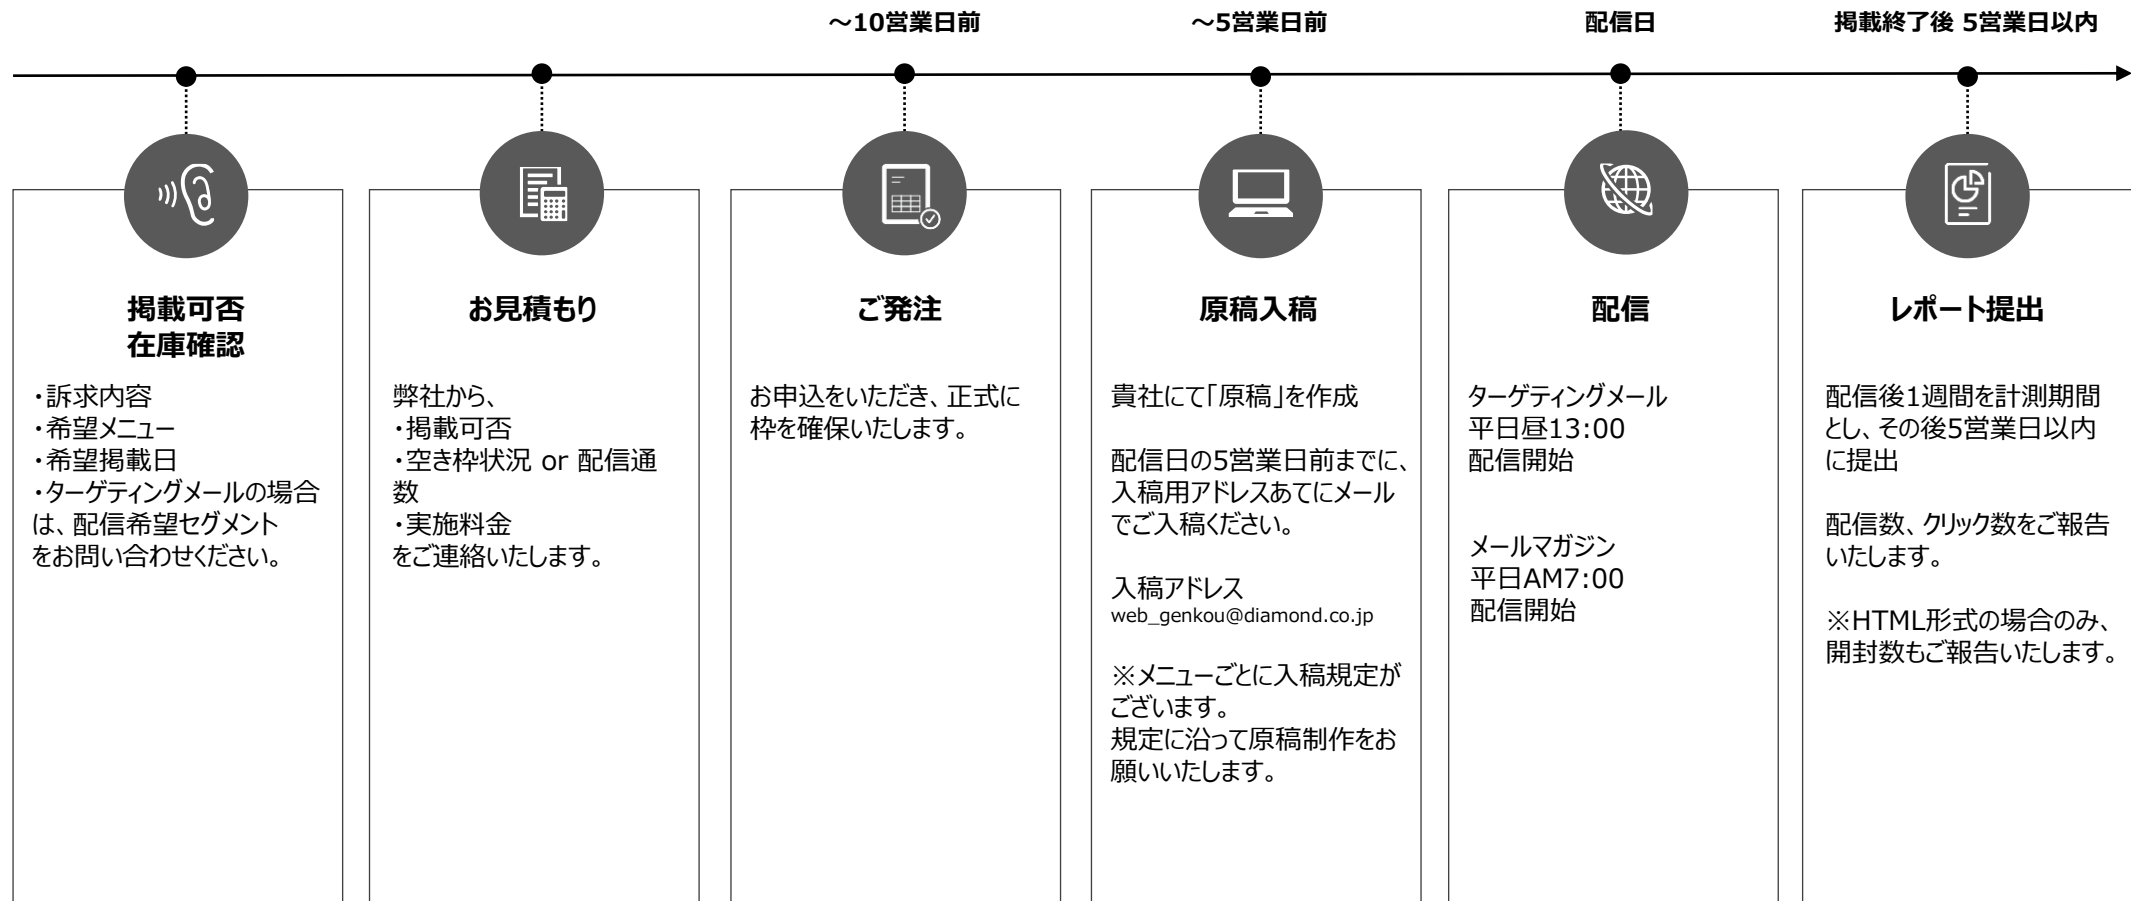 ～10営業日前
～5営業日前
配信日
掲載終了後 5営業日以内
掲載可否
在庫確認
・訴求内容
・希望メニュー
・希望掲載日
・ターゲティングメールの場合
は、配信希望セグメント
をお問い合わせください。
お見積もり
弊社から、
・掲載可否
・空き枠状況 or 配信通
数
・実施料金
をご連絡いたします。
ご発注
お申込をいただき、正式に
枠を確保いたします。
原稿入稿
貴社にて「原稿」を作成
配信日の5営業日前までに、
入稿用アドレスあてにメール
でご入稿ください。
入稿アドレス
web_genkou@diamond.co.jp
※メニューごとに入稿規定が
ございます。
規定に沿って原稿制作をお
願いいたします。
配信
ターゲティングメール
平日昼13:00
配信開始
メールマガジン
平日AM7:00
配信開始
レポート提出
配信後1週間を計測期間
とし、その後5営業日以内
に提出
配信数、クリック数をご報告
いたします。
※HTML形式の場合のみ、
開封数もご報告いたします。